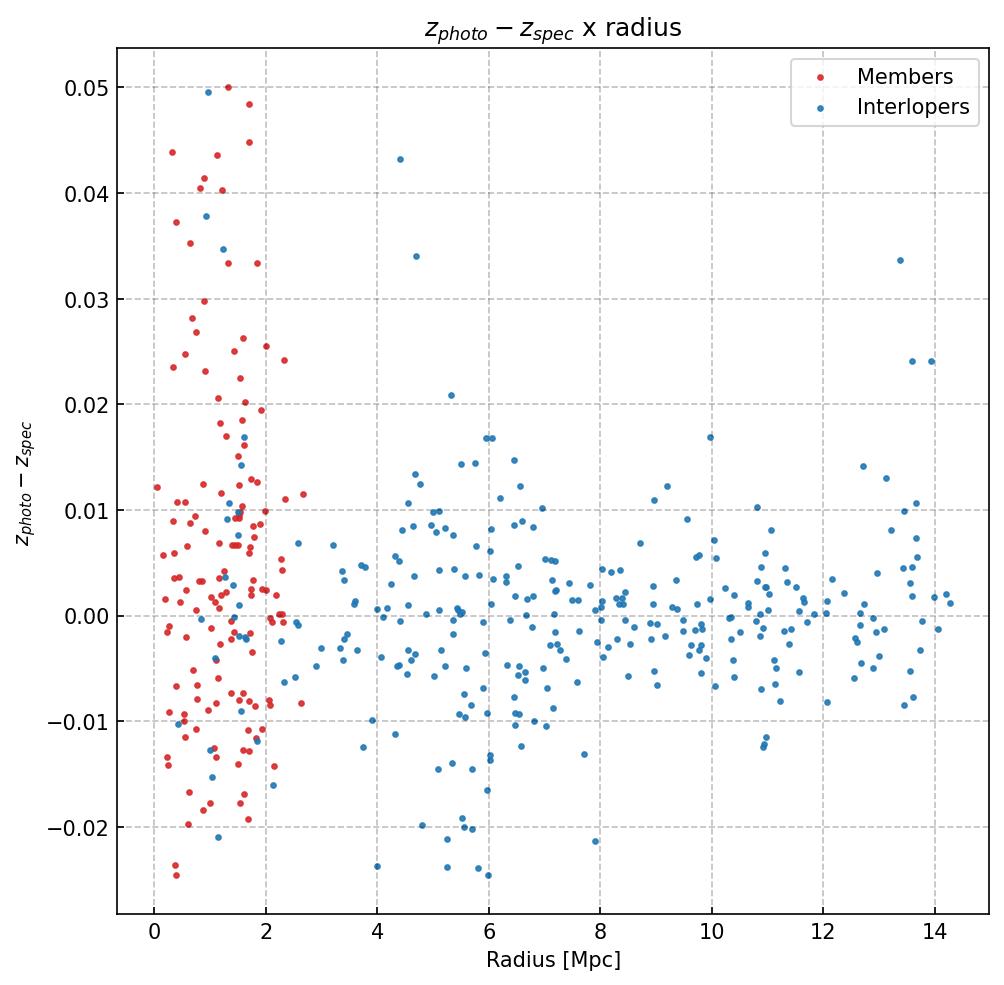 z_photo − z_spec x radius
Members
Interlopers
0.05
0.04
0.03
0.02
0.01
0.00
−0.01
−0.02
z_photo − z_spec
0 2 4 6 8 10 12 14
Radius [Mpc]